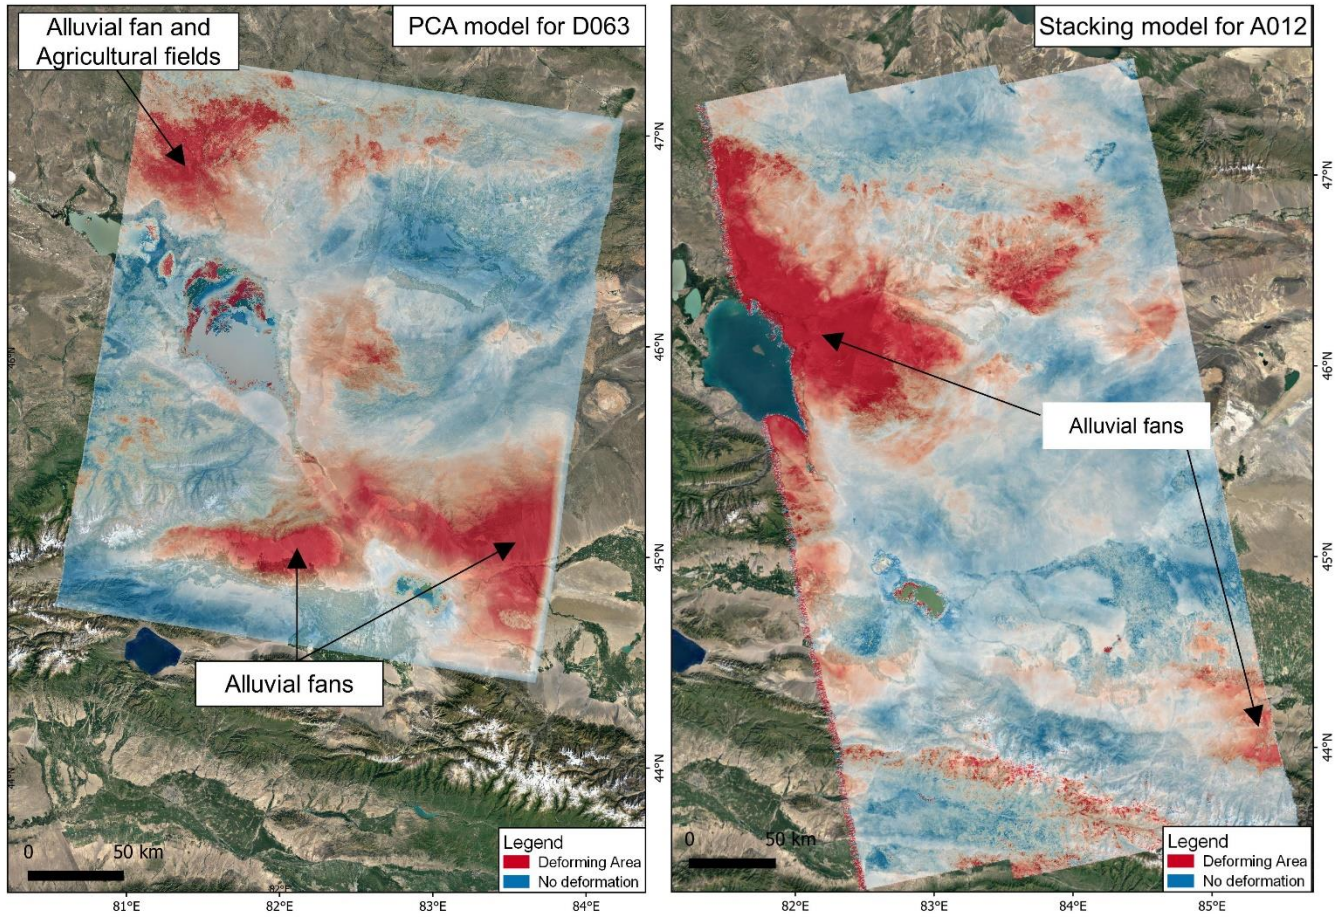 Alluvial fan and
Agricultural fields
PCA model for D063
47°N
46°N
45°N
44°N
Alluvial fans
Legend
Deforming Area
No deformation
0 50 km
81°E 82°E 83°E 84°E
Stacking model for A012
47°N
46°N
45°N
44°N
Alluvial fans
Legend
Deforming Area
No deformation
0 50 km
82°E 83°E 84°E 85°E